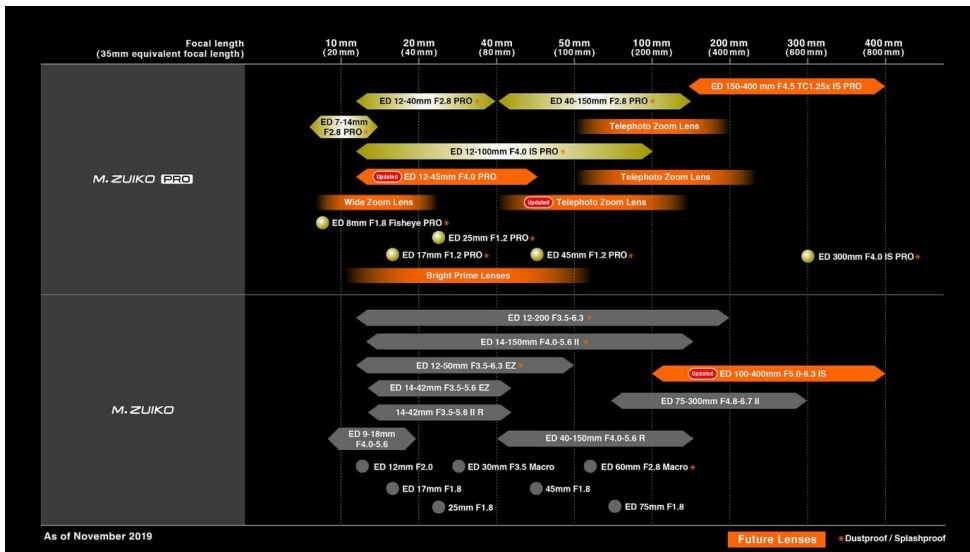 Focal length
(35mm equivalent focal length)
10 mm
(20 mm)
20 mm
(40 mm)
40 mm
(80 mm)
50 mm
(100 mm)
100 mm
(200 mm)
200 mm
(400 mm)
300 mm
(600 mm)
400 mm
(800 mm)
M.ZUIKO PRO
ED 150-400 mm F4.5 TC1.25x IS PRO
ED 12-40mm F2.8 PRO*
ED 40-150mm F2.8 PRO*
ED 7-14mm
F2.8 PRO*
Telephoto Zoom Lens
ED 12-100mm F4.0 IS PRO*
Updated ED 12-45mm F4.0 PRO
Telephoto Zoom Lens
Wide Zoom Lens
Updated Telephoto Zoom Lens
ED 8mm F1.8 Fisheye PRO*
ED 25mm F1.2 PRO*
ED 17mm F1.2 PRO*
ED 45mm F1.2 PRO*
ED 300mm F4.0 IS PRO*
Bright Prime Lenses
M.ZUIKO
ED 12-200 F3.5-6.3 *
ED 14-150mm F4.0-5.6 II *
ED 12-50mm F3.5-6.3 EZ*
Updated ED 100-400mm F5.0-6.3 IS
ED 14-42mm F3.5-5.6 EZ
ED 75-300mm F4.8-6.7 II
14-42mm F3.5-5.6 II R
ED 9-18mm
F4.0-5.6
ED 40-150mm F4.0-5.6 R
ED 12mm F2.0
ED 30mm F3.5 Macro
ED 60mm F2.8 Macro*
ED 17mm F1.8
45mm F1.8
25mm F1.8
ED 75mm F1.8
As of November 2019
Future Lenses
*Dustproof / Splashproof